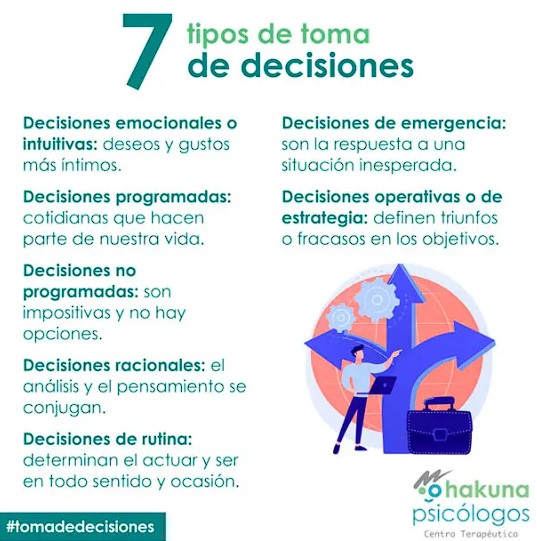 7 tipos de toma
de decisiones
Decisiones emocionales o
intuitivas: deseos y gustos
más íntimos.
Decisiones programadas:
cotidianas que hacen
parte de nuestra vida.
Decisiones no
programadas: son
impositivas y no hay
opciones.
Decisiones racionales: el
análisis y el pensamiento se
conjugan.
Decisiones de rutina:
determinan el actuar y ser
en todo sentido y ocasión.
Decisiones de emergencia:
son la respuesta a una
situación inesperada.
Decisiones operativas o de
estrategia: definen triunfos
o fracasos en los objetivos.
#tomadedecisiones
hakuna
psicólogos
Centro Terapéutico